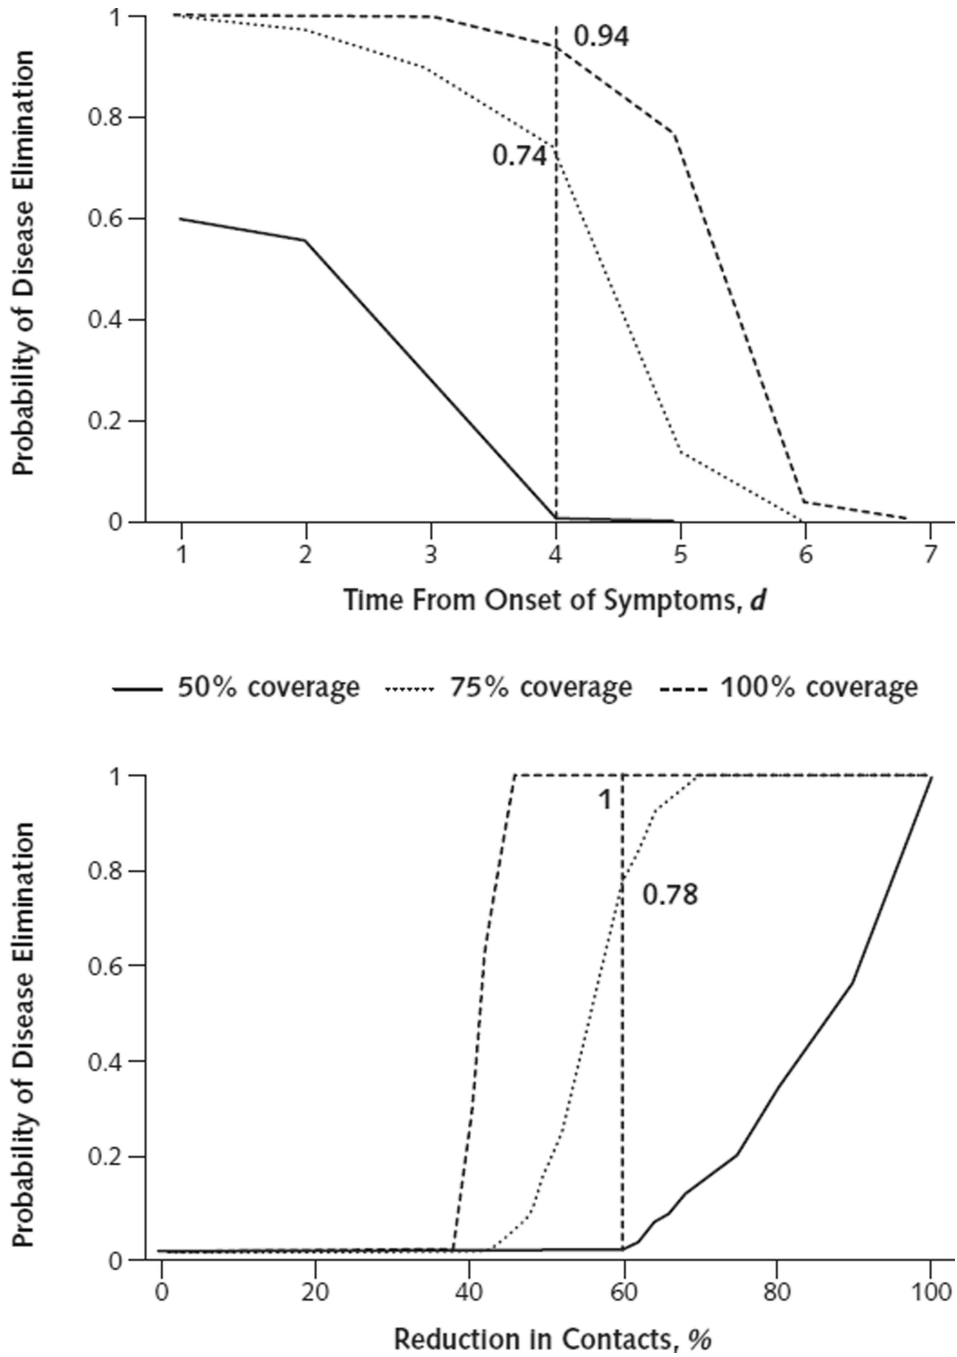 Probability of Disease Elimination
1
0.8
0.6
0.4
0.2
0
0.94
0.74
1 2 3 4 5 6 7
Time From Onset of Symptoms, d
50% coverage 75% coverage 100% coverage
Probability of Disease Elimination
1
0.8
0.6
0.4
0.2
0
1
0.78
0 20 40 60 80 100
Reduction in Contacts, %